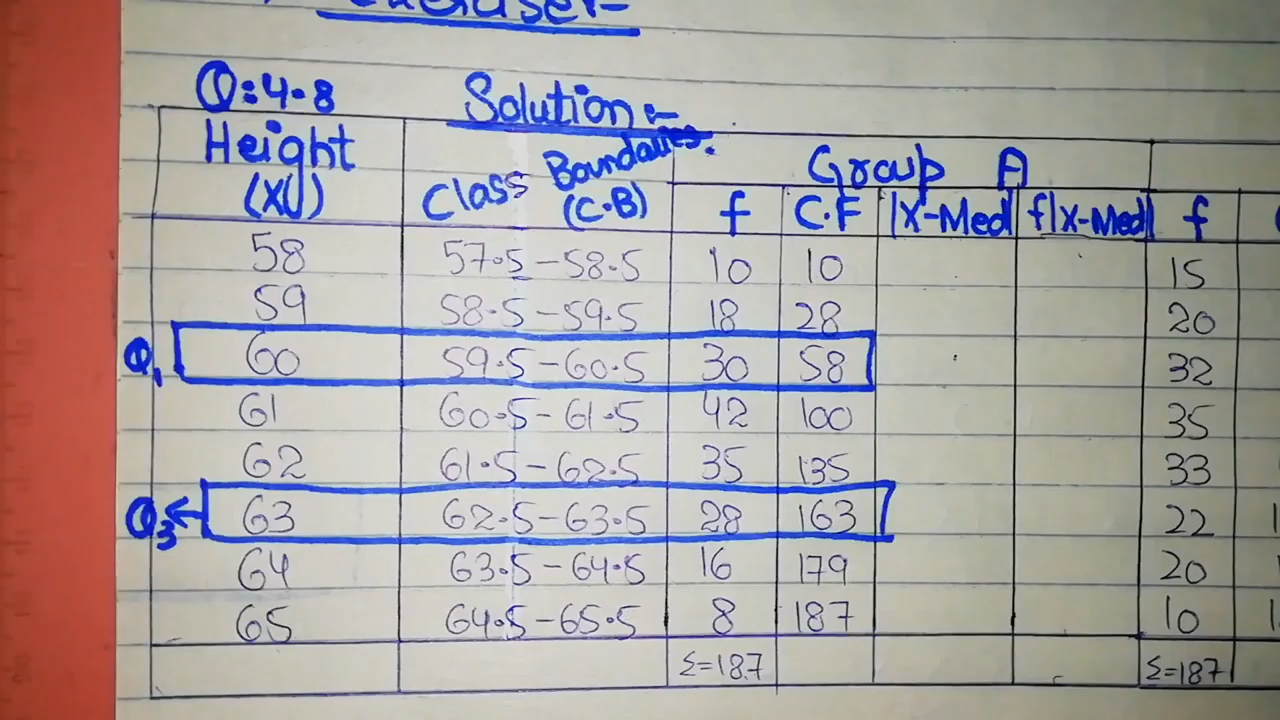 Q:4.8 Solution:-
Height (Xi) Class Boundaries. (C.B) Group A
f C.F |X-Med| f|X-Med| f
58 57.5-58.5 10 10 15
59 58.5-59.5 18 28 20
Q1 60 59.5-60.5 30 58 32
61 60.5-61.5 42 100 35
62 61.5-62.5 35 135 33
Q3 ← 63 62.5-63.5 28 163 22
64 63.5-64.5 16 179 20
65 64.5-65.5 8 187 10
Σ=187 Σ=187